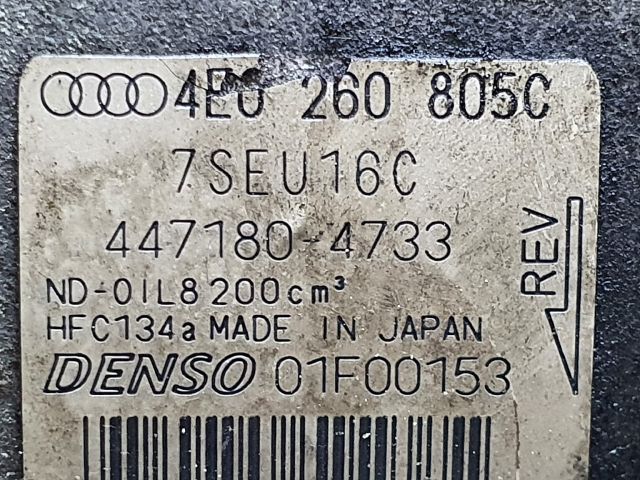 4E0 260 805C
7SEU16C
447180-4733
ND-OIL8 200cm³
HFC134a MADE IN JAPAN
DENSO 01F00153
REV